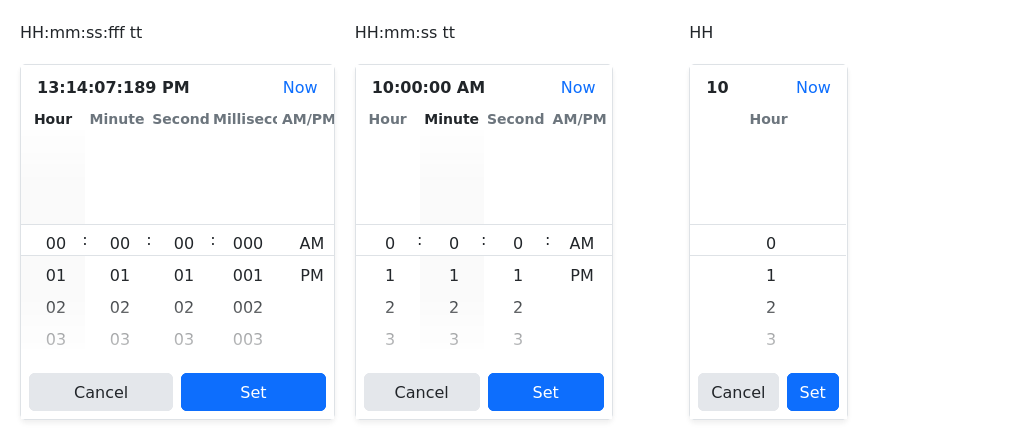 HH:mm:ss:fff tt
13:14:07:189 PM Now
Hour Minute Second Millisec AM/PM
00 : 00 : 00 : 000 AM
01 01 01 001 PM
02 02 02 002
03 03 03 003
Cancel Set
HH:mm:ss tt
10:00:00 AM Now
Hour Minute Second AM/PM
0 : 0 : 0 : AM
1 1 1 PM
2 2 2
3 3 3
Cancel Set
HH
10 Now
Hour
0
1
2
3
Cancel Set